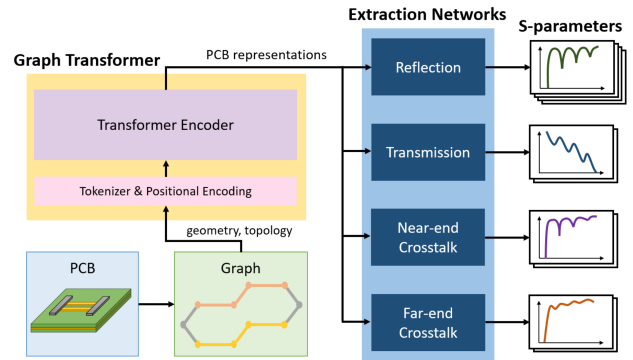 Extraction Networks
S-parameters
Graph Transformer
PCB representations
Reflection
Transformer Encoder
Transmission
Tokenizer & Positional Encoding
geometry, topology
Near-end
Crosstalk
PCB
Graph
Far-end
Crosstalk